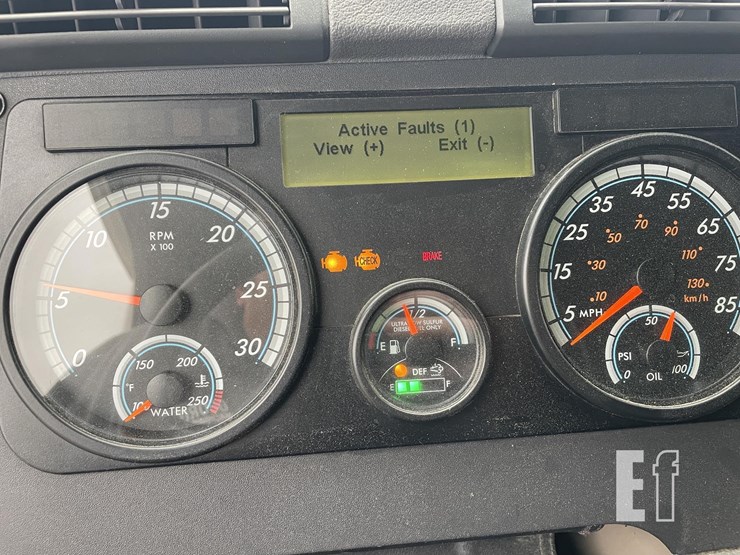 Active Faults (1)
View (+) Exit (-)
0 5 10 15 20 25 30
RPM
X 100
100 150 200 250
°F
WATER
CHECK
BRAKE
1/2
ULTRA LOW SULFUR
DIESEL FUEL ONLY
E F
DEF
E F
5 15 25 35 45 55 65 85
MPH
10 30 50 70 90 110 130
km/h
0 50 100
PSI
OIL
Ef